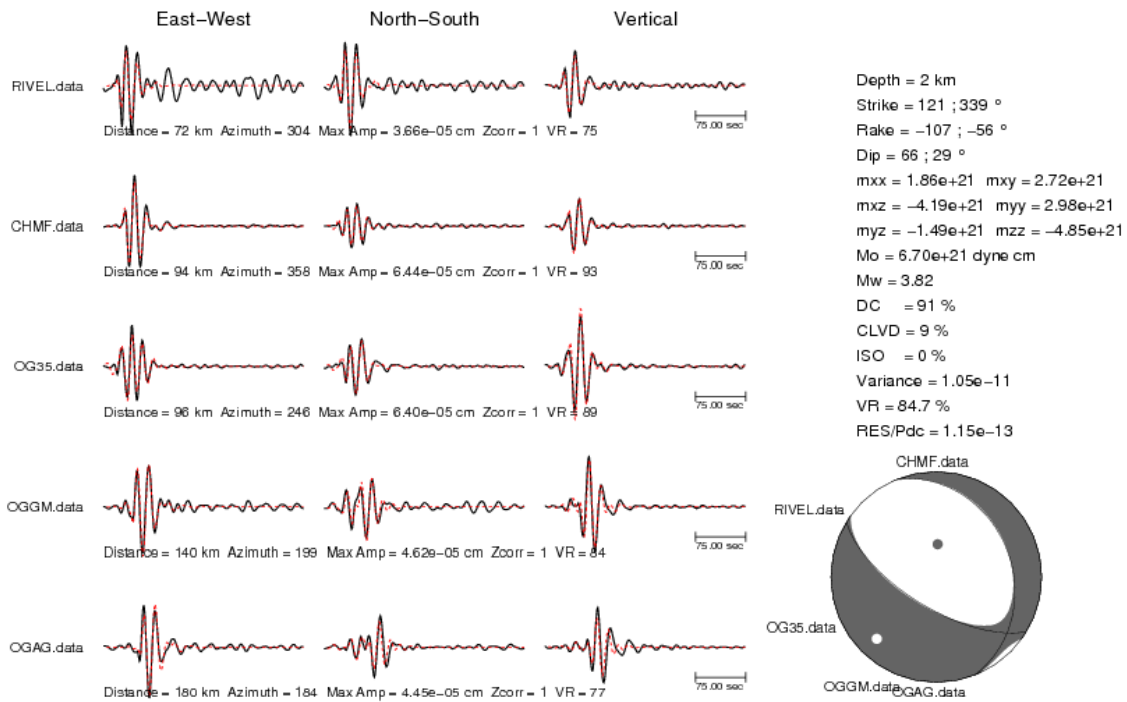 East−West North−South Vertical
RIVEL.data
75.00 sec
Distance = 72 km Azimuth = 304 Max Amp = 3.66e−05 cm Zcorr = 1 VR = 75
CHMF.data
75.00 sec
Distance = 94 km Azimuth = 358 Max Amp = 6.44e−05 cm Zcorr = 1 VR = 93
OG35.data
75.00 sec
Distance = 96 km Azimuth = 246 Max Amp = 6.40e−05 cm Zcorr = 1 VR = 89
OGGM.data
75.00 sec
Distance = 140 km Azimuth = 199 Max Amp = 4.62e−05 cm Zcorr = 1 VR = 84
OGAG.data
75.00 sec
Distance = 180 km Azimuth = 184 Max Amp = 4.45e−05 cm Zcorr = 1 VR = 77
Depth = 2 km
Strike = 121 ; 339 º
Rake = −107 ; −56 º
Dip = 66 ; 29 º
mxx = 1.86e+21 mxy = 2.72e+21
mxz = −4.19e+21 myy = 2.98e+21
myz = −1.49e+21 mzz = −4.85e+21
Mo = 6.70e+21 dyne cm
Mw = 3.82
DC = 91 %
CLVD = 9 %
ISO = 0 %
Variance = 1.05e−11
VR = 84.7 %
RES/Pdc = 1.15e−13
CHMF.data
RIVEL.data
OG35.data
OGGM.data
OGAG.data